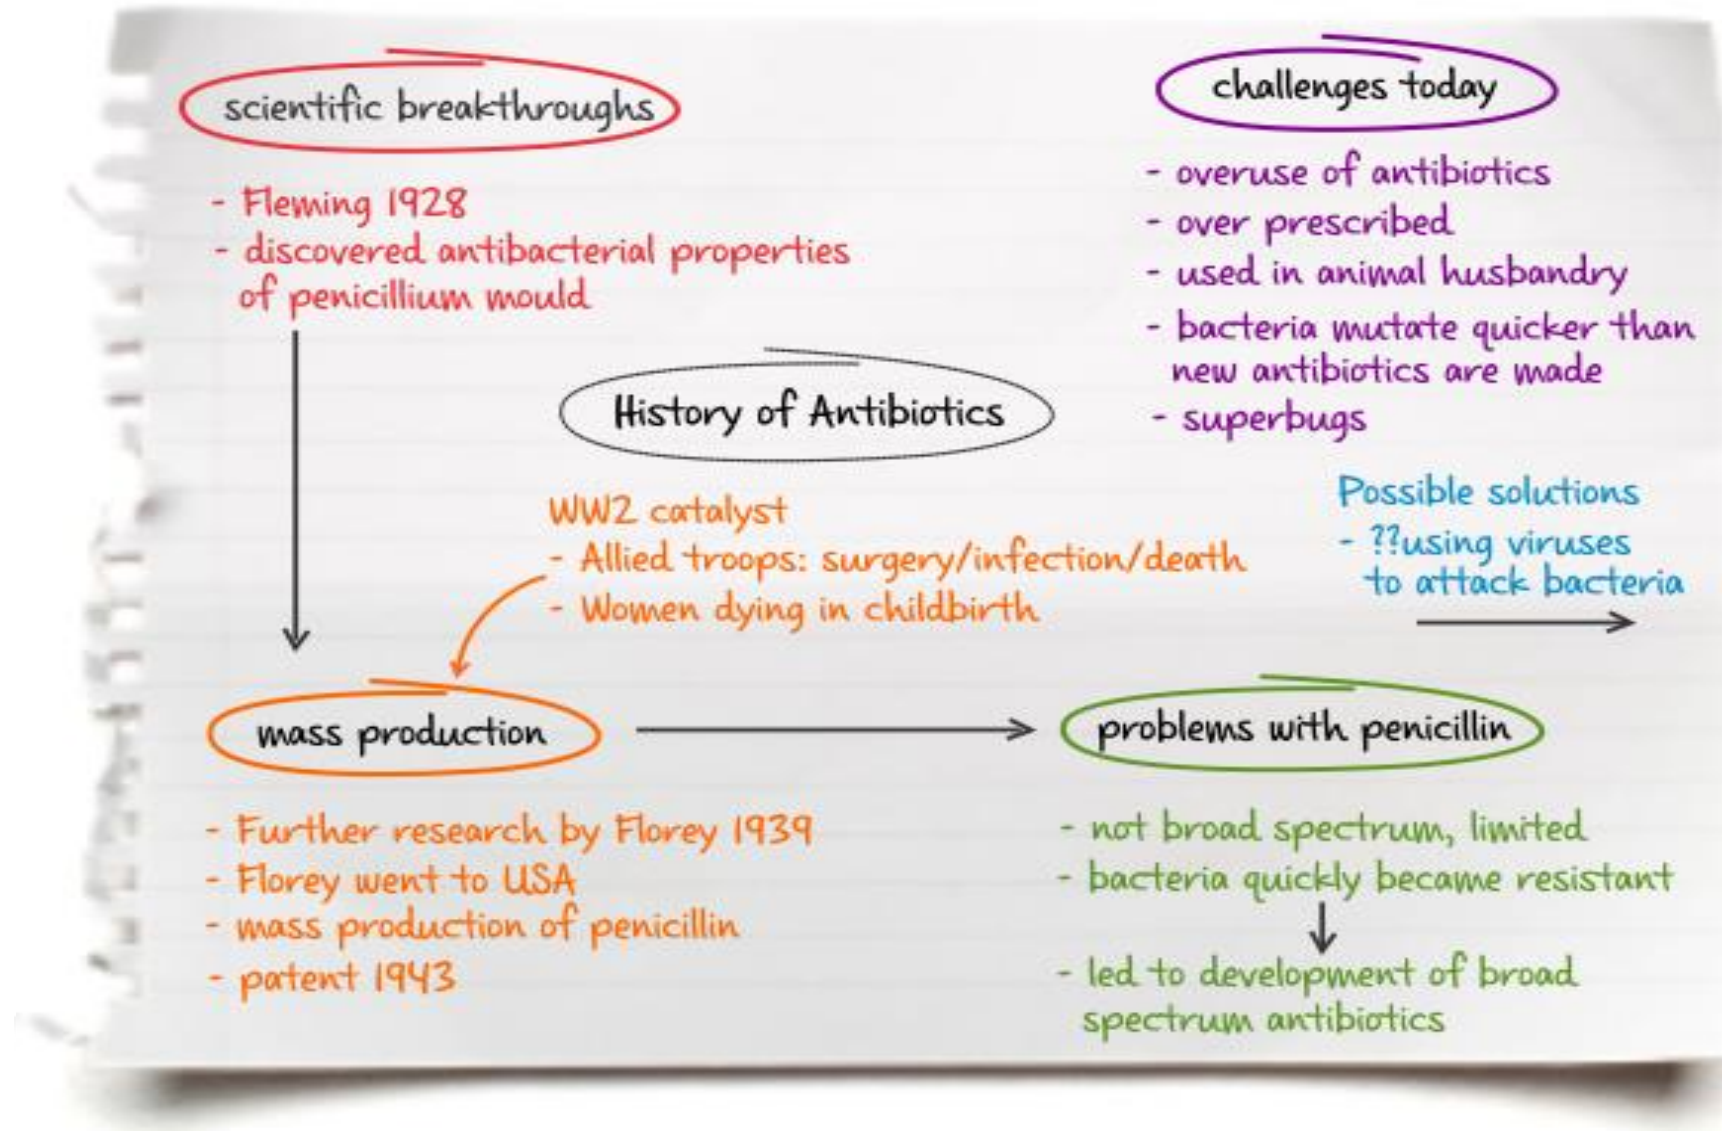 scientific breakthroughs
- Fleming 1928
- discovered antibacterial properties
of penicillium mould
History of Antibiotics
WW2 catalyst
- Allied troops: surgery/infection/death
- Women dying in childbirth
mass production
- Further research by Florey 1939
- Florey went to USA
- mass production of penicillin
- patent 1943
problems with penicillin
- not broad spectrum, limited
- bacteria quickly became resistant
- led to development of broad
spectrum antibiotics
challenges today
- overuse of antibiotics
- over prescribed
- used in animal husbandry
- bacteria mutate quicker than
new antibiotics are made
- superbugs
Possible solutions
- ??using viruses
to attack bacteria